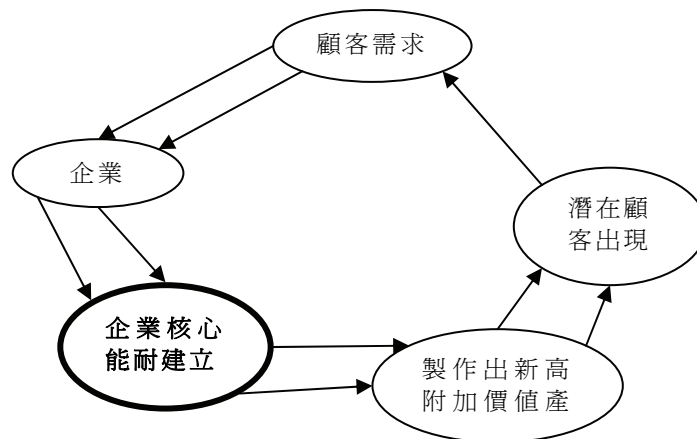 顧客需求
企業
潛在顧
客出現
企業核心
能耐建立
製作出新高
附加價值產